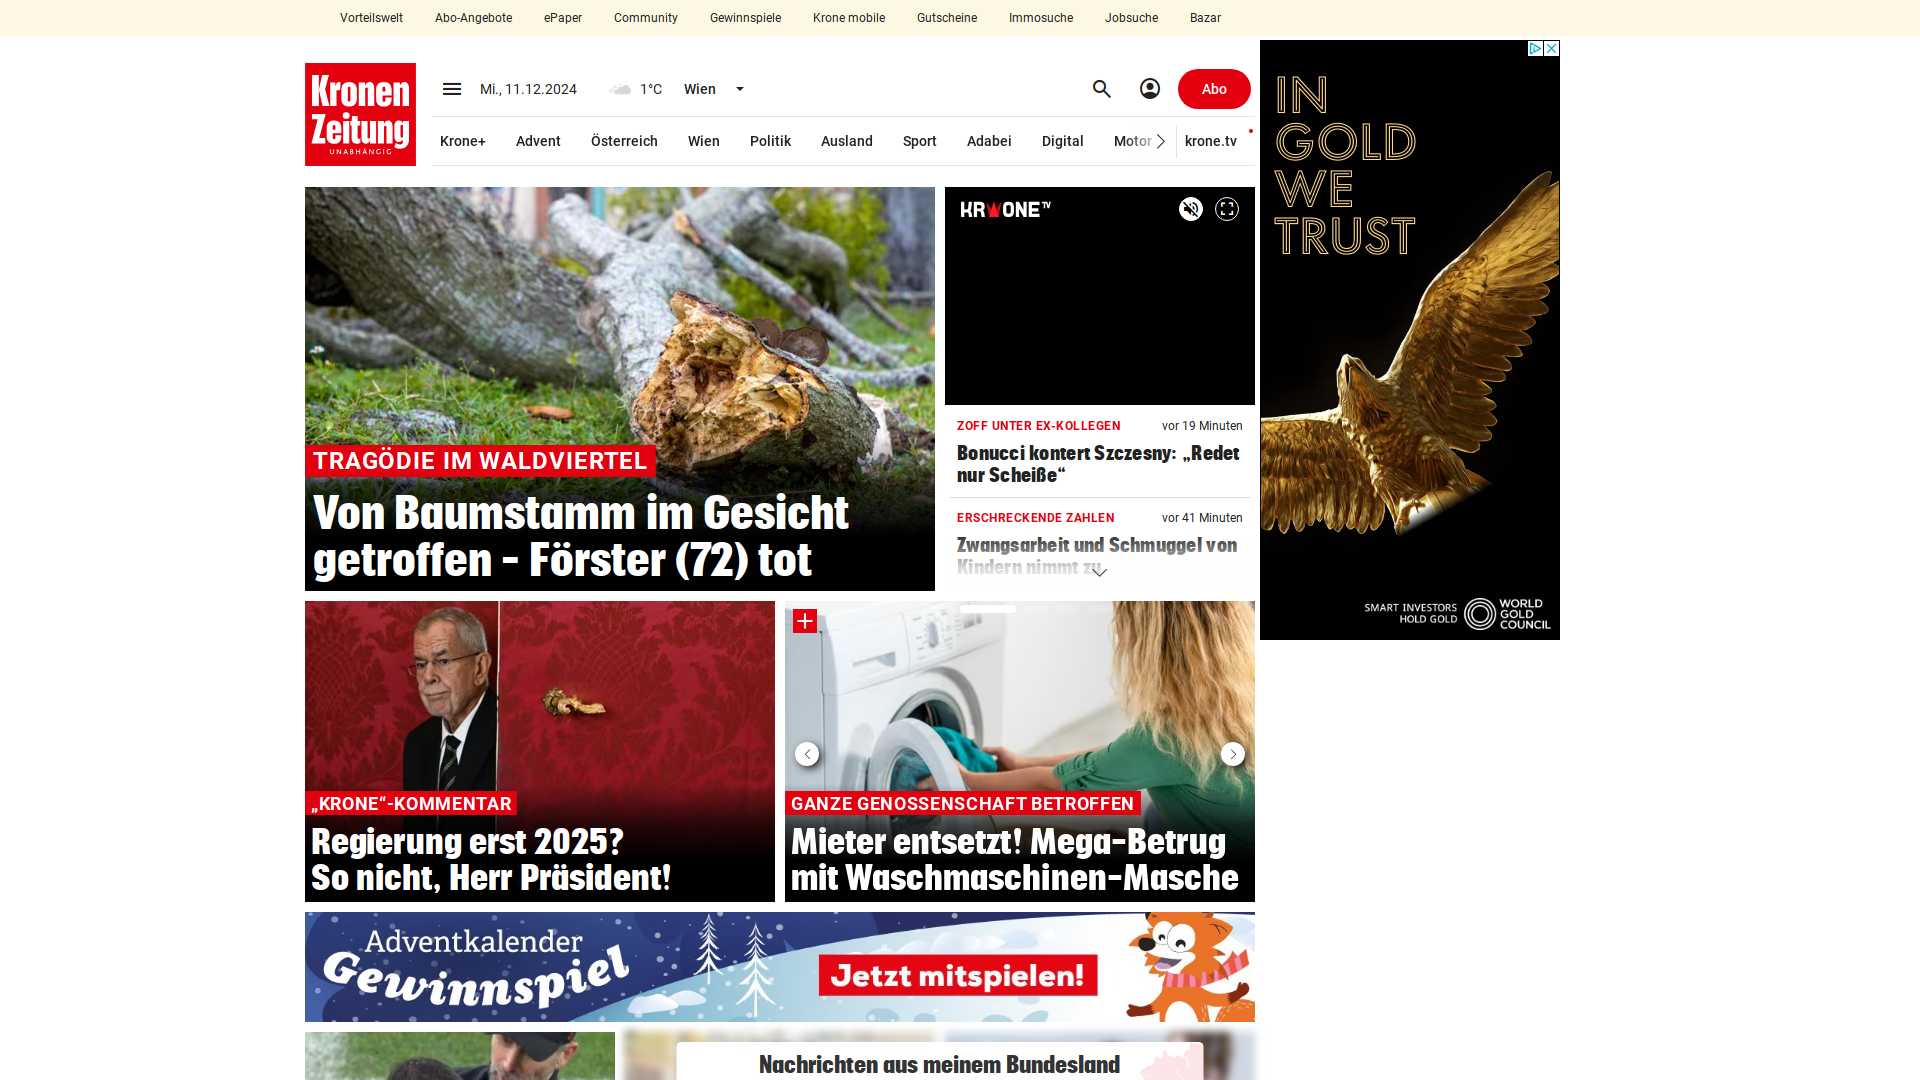 Vorteilswelt Abo-Angebote ePaper Community Gewinnspiele Krone mobile Gutscheine Immosuche Jobsuche Bazar
Kronen
Zeitung
UNABHÄNGIG
Mi., 11.12.2024 1°C Wien Abo
Krone+ Advent Österreich Wien Politik Ausland Sport Adabei Digital Motor krone.tv
IN
GOLD
WE
TRUST
SMART INVESTORS
HOLD GOLD
WORLD
GOLD
COUNCIL
TRAGÖDIE IM WALDVIERTEL
Von Baumstamm im Gesicht
getroffen – Förster (72) tot
KRONE TV
ZOFF UNTER EX-KOLLEGEN vor 19 Minuten
Bonucci kontert Szczesny: „Redet
nur Scheiße“
ERSCHRECKENDE ZAHLEN vor 41 Minuten
Zwangsarbeit und Schmuggel von
Kindern nimmt zu
„KRONE“-KOMMENTAR
Regierung erst 2025?
So nicht, Herr Präsident!
GANZE GENOSSENSCHAFT BETROFFEN
Mieter entsetzt! Mega-Betrug
mit Waschmaschinen-Masche
Adventkalender
Gewinnspiel
Jetzt mitspielen!
Nachrichten aus meinem Bundesland